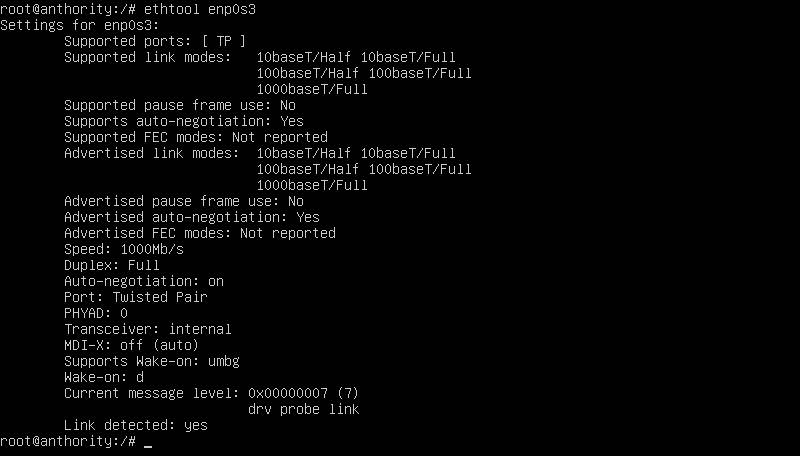 root@anthority:/# ethtool enp0s3
Settings for enp0s3:
        Supported ports: [ TP ]
        Supported link modes:   10baseT/Half 10baseT/Full
                                100baseT/Half 100baseT/Full
                                1000baseT/Full
        Supported pause frame use: No
        Supports auto-negotiation: Yes
        Supported FEC modes: Not reported
        Advertised link modes:  10baseT/Half 10baseT/Full
                                100baseT/Half 100baseT/Full
                                1000baseT/Full
        Advertised pause frame use: No
        Advertised auto-negotiation: Yes
        Advertised FEC modes: Not reported
        Speed: 1000Mb/s
        Duplex: Full
        Auto-negotiation: on
        Port: Twisted Pair
        PHYAD: 0
        Transceiver: internal
        MDI-X: off (auto)
        Supports Wake-on: umbg
        Wake-on: d
        Current message level: 0x00000007 (7)
                               drv probe link
        Link detected: yes
root@anthority:/# _